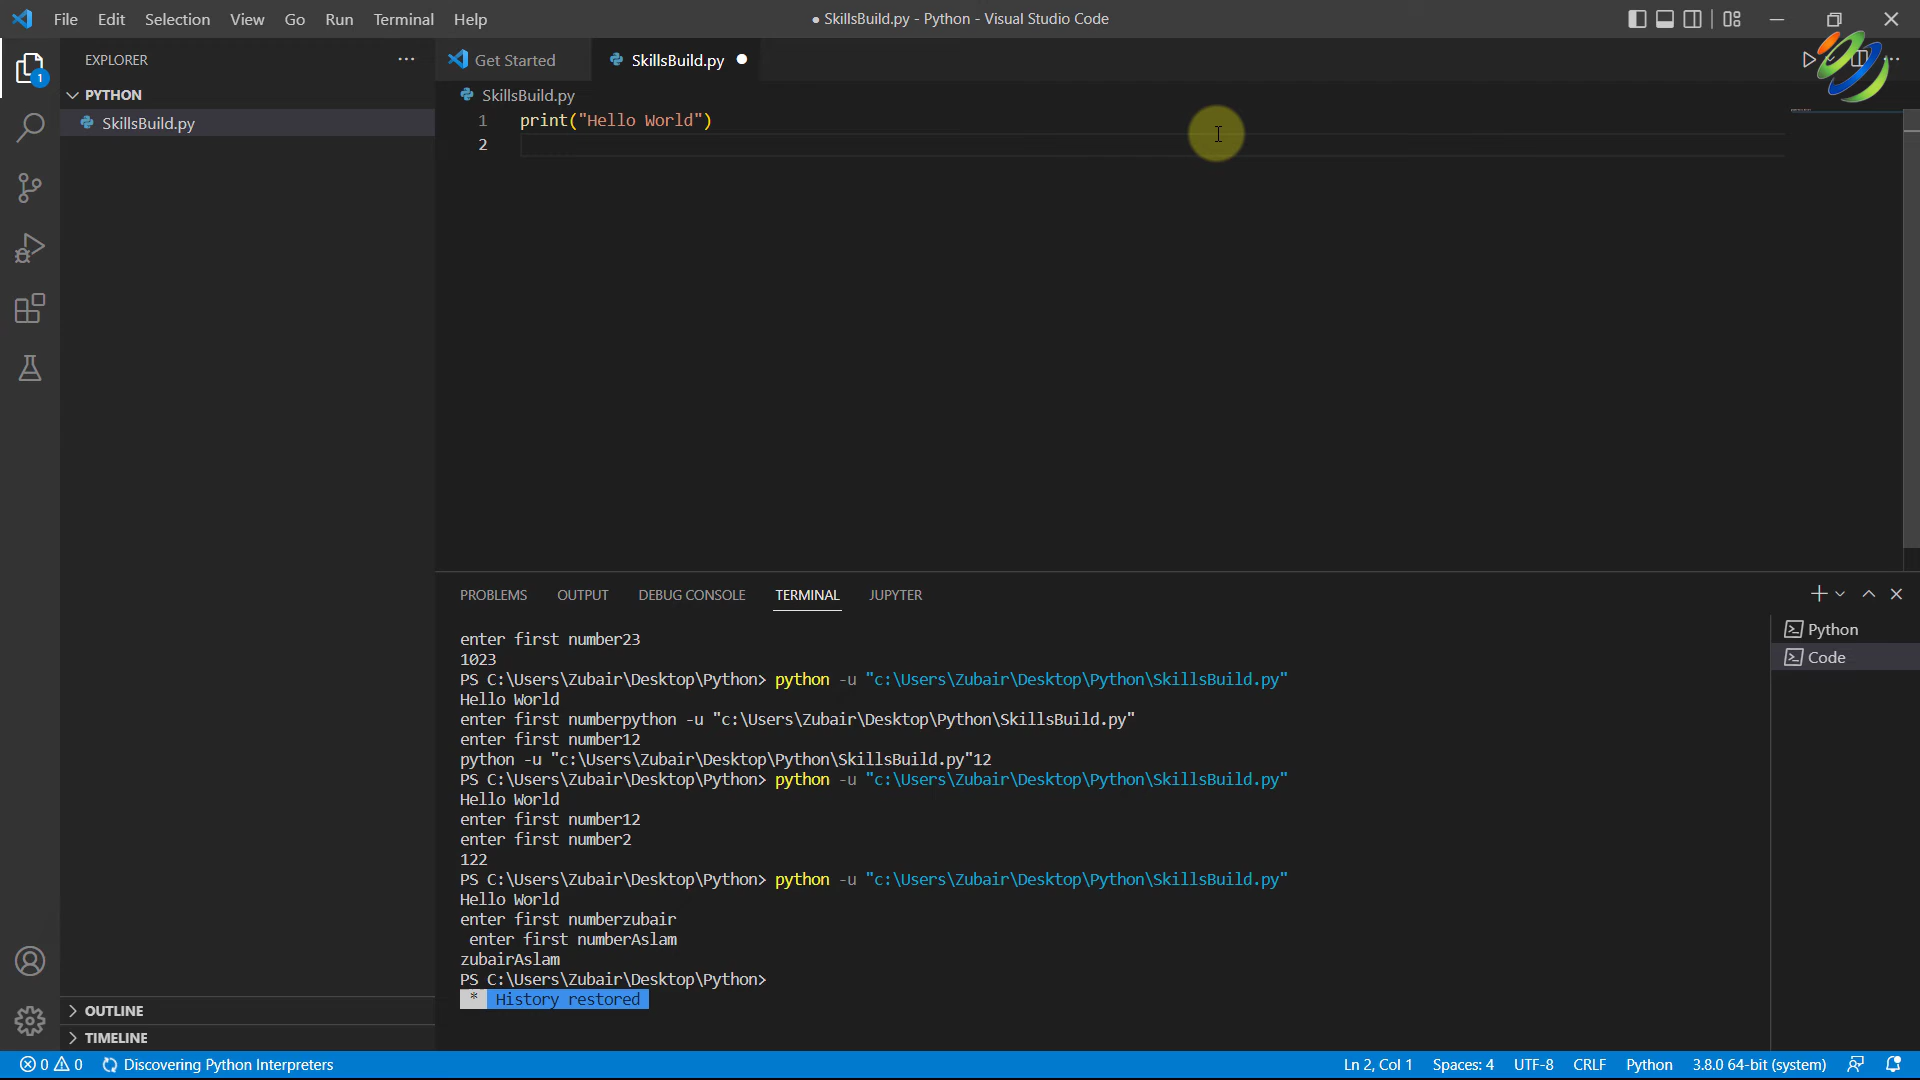 File Edit Selection View Go Run Terminal Help
● SkillsBuild.py - Python - Visual Studio Code
EXPLORER
1
PYTHON
SkillsBuild.py
Get Started
SkillsBuild.py
SkillsBuild.py
1 print("Hello World")
2
PROBLEMS OUTPUT DEBUG CONSOLE TERMINAL JUPYTER
enter first number23
1023
PS C:\Users\Zubair\Desktop\Python> python -u "c:\Users\Zubair\Desktop\Python\SkillsBuild.py"
Hello World
enter first numberpython -u "c:\Users\Zubair\Desktop\Python\SkillsBuild.py"
enter first number12
python -u "c:\Users\Zubair\Desktop\Python\SkillsBuild.py"12
PS C:\Users\Zubair\Desktop\Python> python -u "c:\Users\Zubair\Desktop\Python\SkillsBuild.py"
Hello World
enter first number12
enter first number2
122
PS C:\Users\Zubair\Desktop\Python> python -u "c:\Users\Zubair\Desktop\Python\SkillsBuild.py"
Hello World
enter first numberzubair
 enter first numberAslam
zubairAslam
PS C:\Users\Zubair\Desktop\Python>
* History restored
Python
Code
OUTLINE
TIMELINE
0 0 Discovering Python Interpreters
Ln 2, Col 1 Spaces: 4 UTF-8 CRLF Python 3.8.0 64-bit (system)